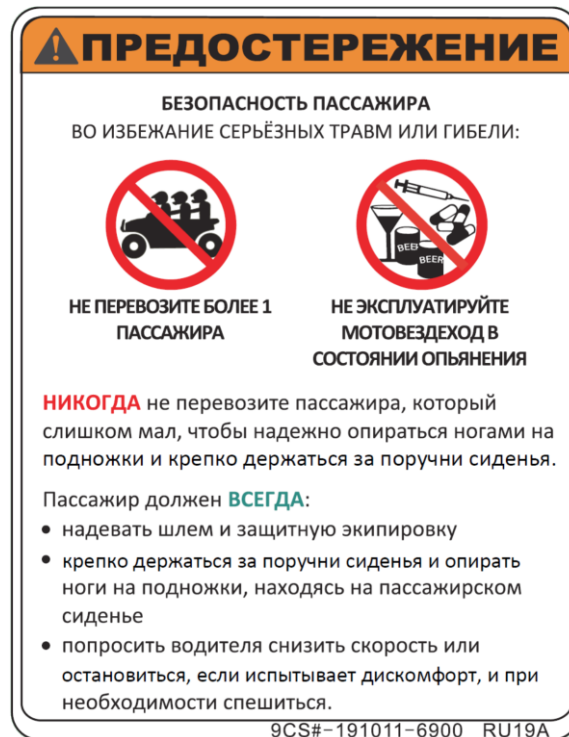 ПРЕДОСТЕРЕЖЕНИЕ
БЕЗОПАСНОСТЬ ПАССАЖИРА
ВО ИЗБЕЖАНИЕ СЕРЬЁЗНЫХ ТРАВМ ИЛИ ГИБЕЛИ:
BEER
BEER
НЕ ПЕРЕВОЗИТЕ БОЛЕЕ 1
ПАССАЖИРА
НЕ ЭКСПЛУАТИРУЙТЕ
МОТОВЕЗДЕХОД В
СОСТОЯНИИ ОПЬЯНЕНИЯ
НИКОГДА не перевозите пассажира, который
слишком мал, чтобы надежно опираться ногами на
подножки и крепко держаться за поручни сиденья.
Пассажир должен ВСЕГДА:
• надевать шлем и защитную экипировку
• крепко держаться за поручни сиденья и опирать
ноги на подножки, находясь на пассажирском
сиденье
• попросить водителя снизить скорость или
остановиться, если испытывает дискомфорт, и при
необходимости спешиться.
9CS#-191011-6900 RU19A